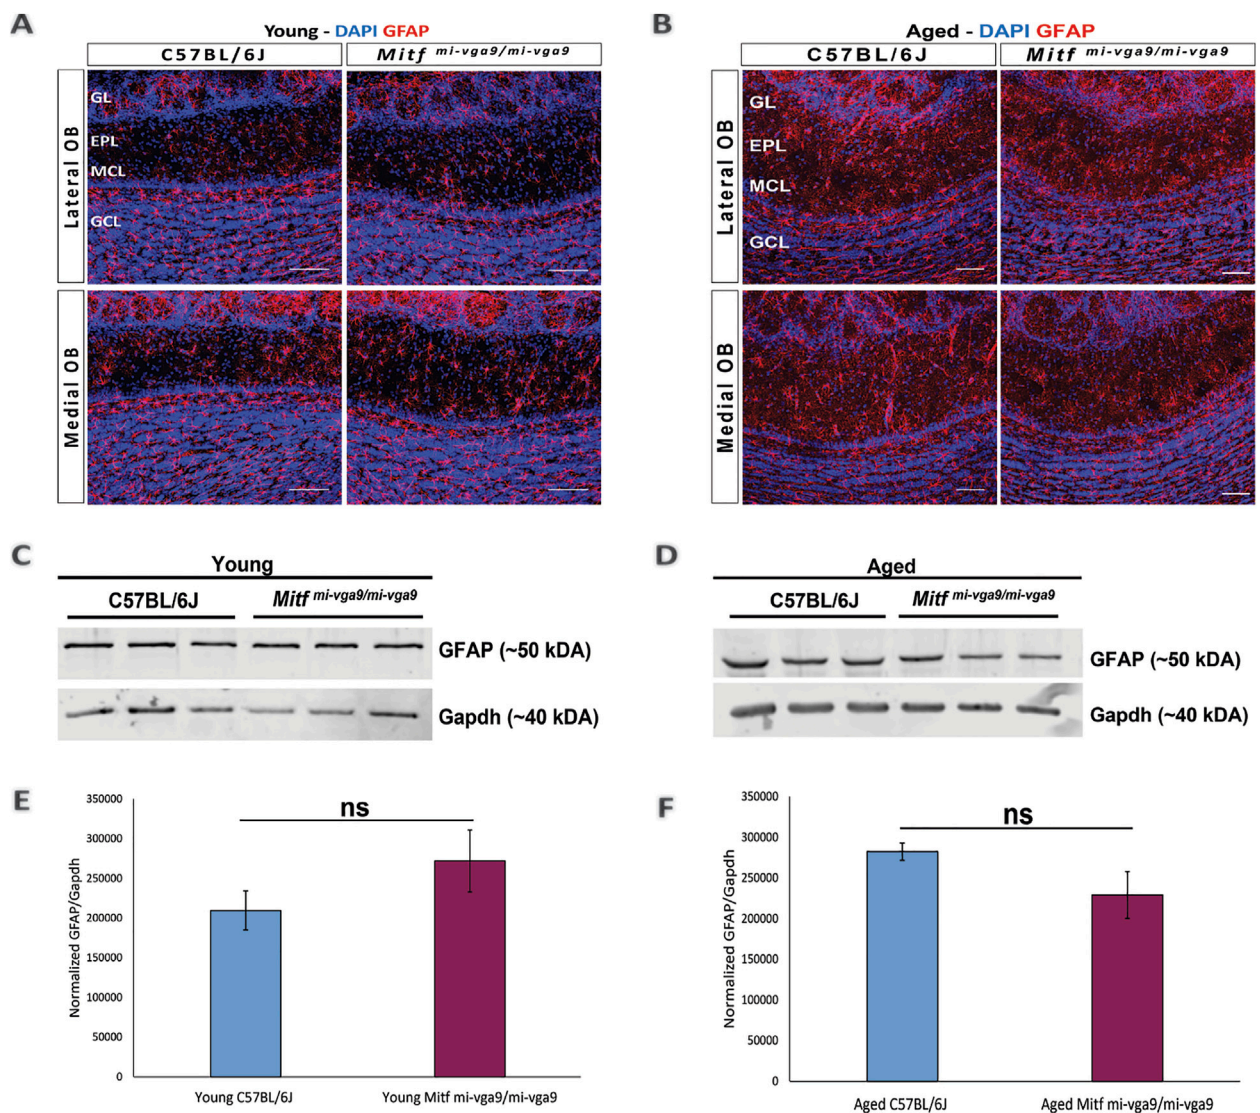 A
Young - DAPI GFAP
C57BL/6J
Mitf mi-vga9/mi-vga9
Lateral OB
GL
EPL
MCL
GCL
Medial OB
B
Aged - DAPI GFAP
C57BL/6J
Mitf mi-vga9/mi-vga9
Lateral OB
GL
EPL
MCL
GCL
Medial OB
C
Young
C57BL/6J
Mitf mi-vga9/mi-vga9
GFAP (~50 kDA)
Gapdh (~40 kDA)
D
Aged
C57BL/6J
Mitf mi-vga9/mi-vga9
GFAP (~50 kDA)
Gapdh (~40 kDA)
E
Normalized GFAP/Gapdh
350000
300000
250000
200000
150000
100000
50000
0
ns
Young C57BL/6J
Young Mitf mi-vga9/mi-vga9
F
Normalized GFAP/Gapdh
350000
300000
250000
200000
150000
100000
50000
0
ns
Aged C57BL/6J
Aged Mitf mi-vga9/mi-vga9